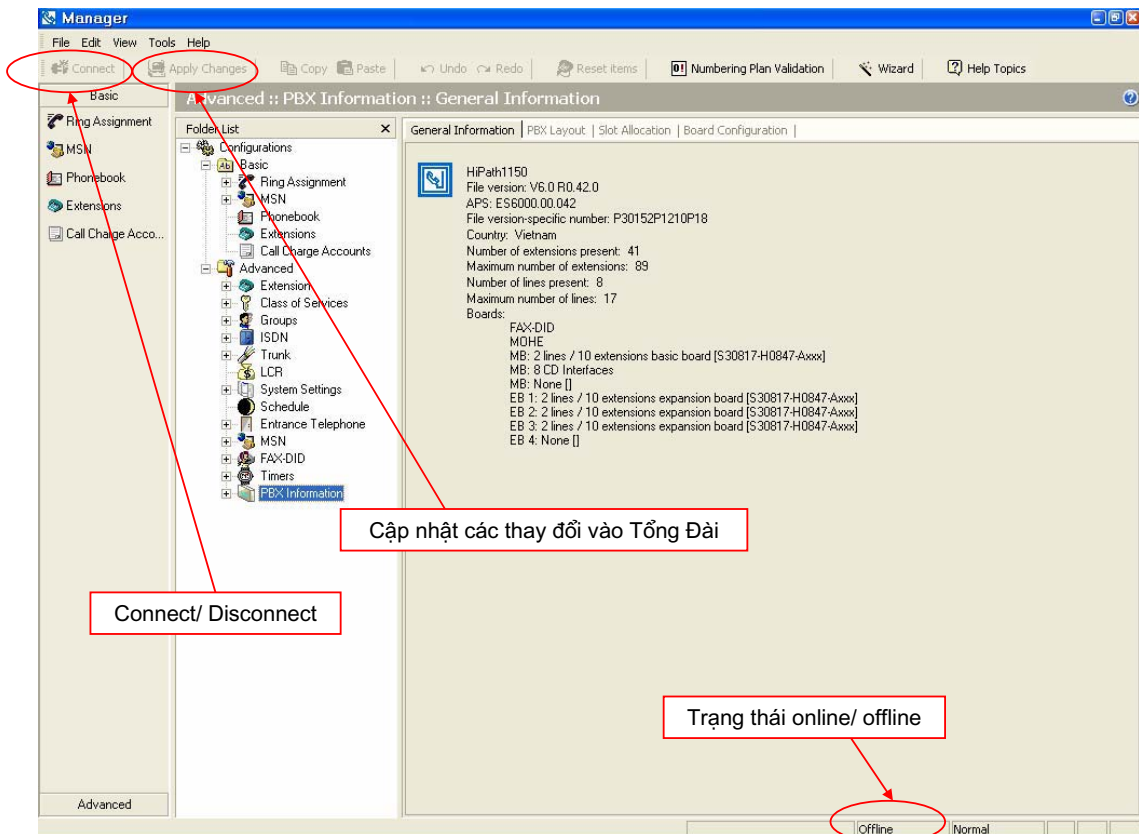 Manager
File Edit View Tools Help
Connect Apply Changes Copy Paste Undo Redo Reset items Numbering Plan Validation Wizard Help Topics
Basic
Advanced :: PBX Information :: General Information
Ring Assignment
MSN
Phonebook
Extensions
Call Charge Acco...
Folder List
Configurations
Basic
Ring Assignment
MSN
Phonebook
Extensions
Call Charge Accounts
Advanced
Extension
Class of Services
Groups
ISDN
Trunk
LCR
System Settings
Schedule
Entrance Telephone
MSN
FAX-DID
Timers
PBX Information
General Information | PBX Layout | Slot Allocation | Board Configuration |
HiPath1150
File version: V6.0 R0.42.0
APS: ES6000.00.042
File version-specific number: P30152P1210P18
Country: Vietnam
Number of extensions present: 41
Maximum number of extensions: 89
Number of lines present: 8
Maximum number of lines: 17
Boards:
FAX-DID
MOHE
MB: 2 lines / 10 extensions basic board [S30817-H0847-Axxx]
MB: 8 CD Interfaces
MB: None []
EB 1: 2 lines / 10 extensions expansion board [S30817-H0847-Axxx]
EB 2: 2 lines / 10 extensions expansion board [S30817-H0847-Axxx]
EB 3: 2 lines / 10 extensions expansion board [S30817-H0847-Axxx]
EB 4: None []
Cập nhật các thay đổi vào Tổng Đài
Connect/ Disconnect
Trạng thái online/ offline
Advanced
Offline Normal